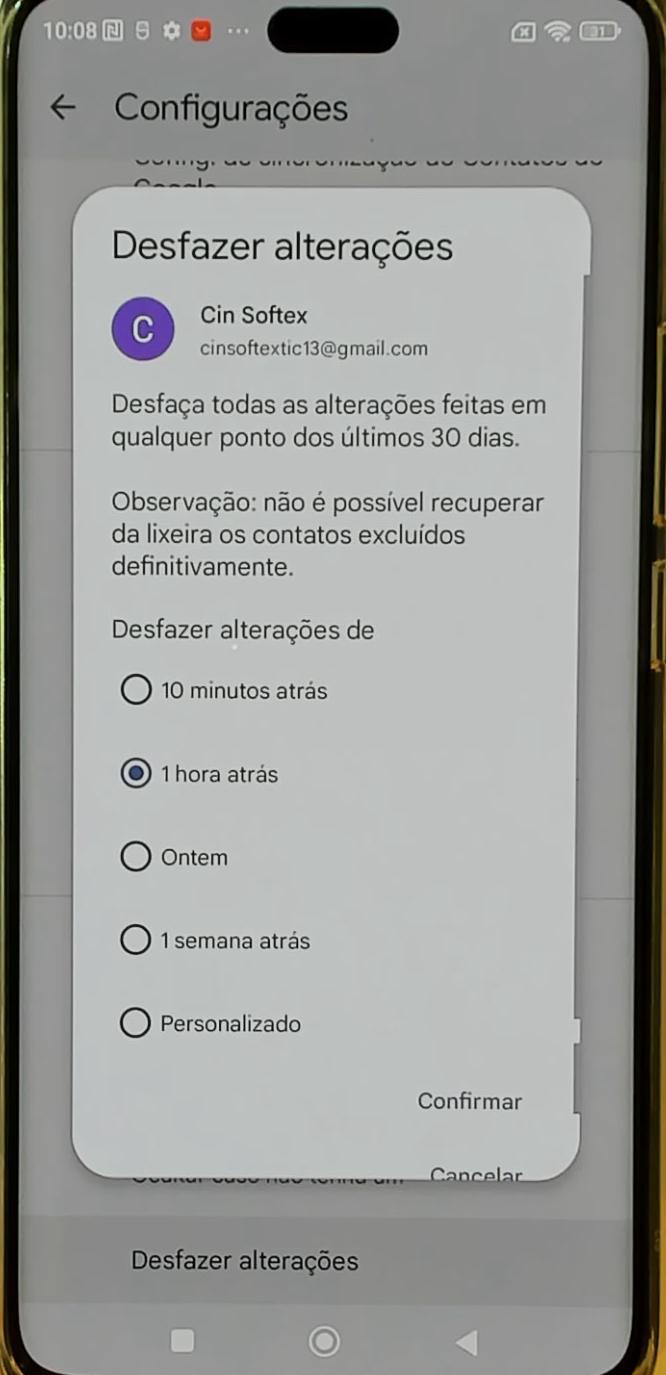 10:08
31
Configurações
Desfazer alterações
C
Cin Softex
cinsoftextic13@gmail.com
Desfaça todas as alterações feitas em
qualquer ponto dos últimos 30 dias.
Observação: não é possível recuperar
da lixeira os contatos excluídos
definitivamente.
Desfazer alterações de
10 minutos atrás
1 hora atrás
Ontem
1 semana atrás
Personalizado
Confirmar
Cancelar
Desfazer alterações